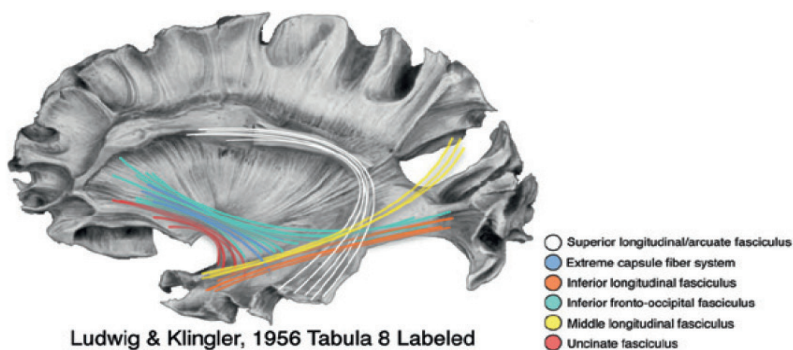 Superior longitudinal/arcuate fasciculus
Extreme capsule fiber system
Inferior longitudinal fasciculus
Inferior fronto-occipital fasciculus
Middle longitudinal fasciculus
Uncinate fasciculus
Ludwig & Klingler, 1956 Tabula 8 Labeled